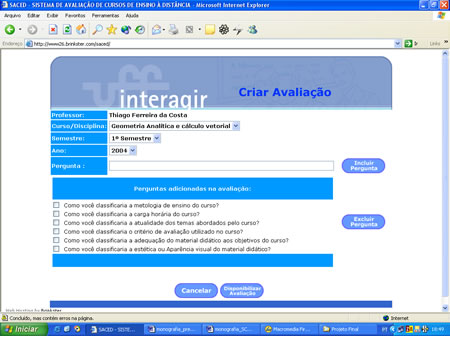 SACED - SISTEMA DE AVALIAÇÃO DE CURSOS DE ENSINO À DISTÂNCIA - Microsoft Internet Explorer
Arquivo Editar Exibir Favoritos Ferramentas Ajuda
Endereço http://www26.brinkster.com/saced/ Ir Links
uff
interagir
Criar Avaliação
Professor: Thiago Ferreira da Costa
Curso/Disciplina: Geometria Analítica e cálculo vetorial
Semestre: 1º Semestre
Ano: 2004
Pergunta :
Incluir Pergunta
Perguntas adicionadas na avaliação:
Como você classificaria a metologia de ensino do curso?
Como você classificaria a carga horária do curso?
Como você classificaria a atualidade dos temas abordados pelo curso?
Como você classificaria o critério de avaliação utilizado no curso?
Como você classificaria a adequação do material didático aos objetivos do curso?
Como você classificaria a estética ou Aparência visual do material didático?
Excluir Pergunta
Cancelar
Disponibilizar Avaliação
Concluído, mas contém erros na página. Internet
Iniciar SACED - SISTE... monografia_pro... monografia_SC... Macromedia Fir... Projeto Final PT 18:49